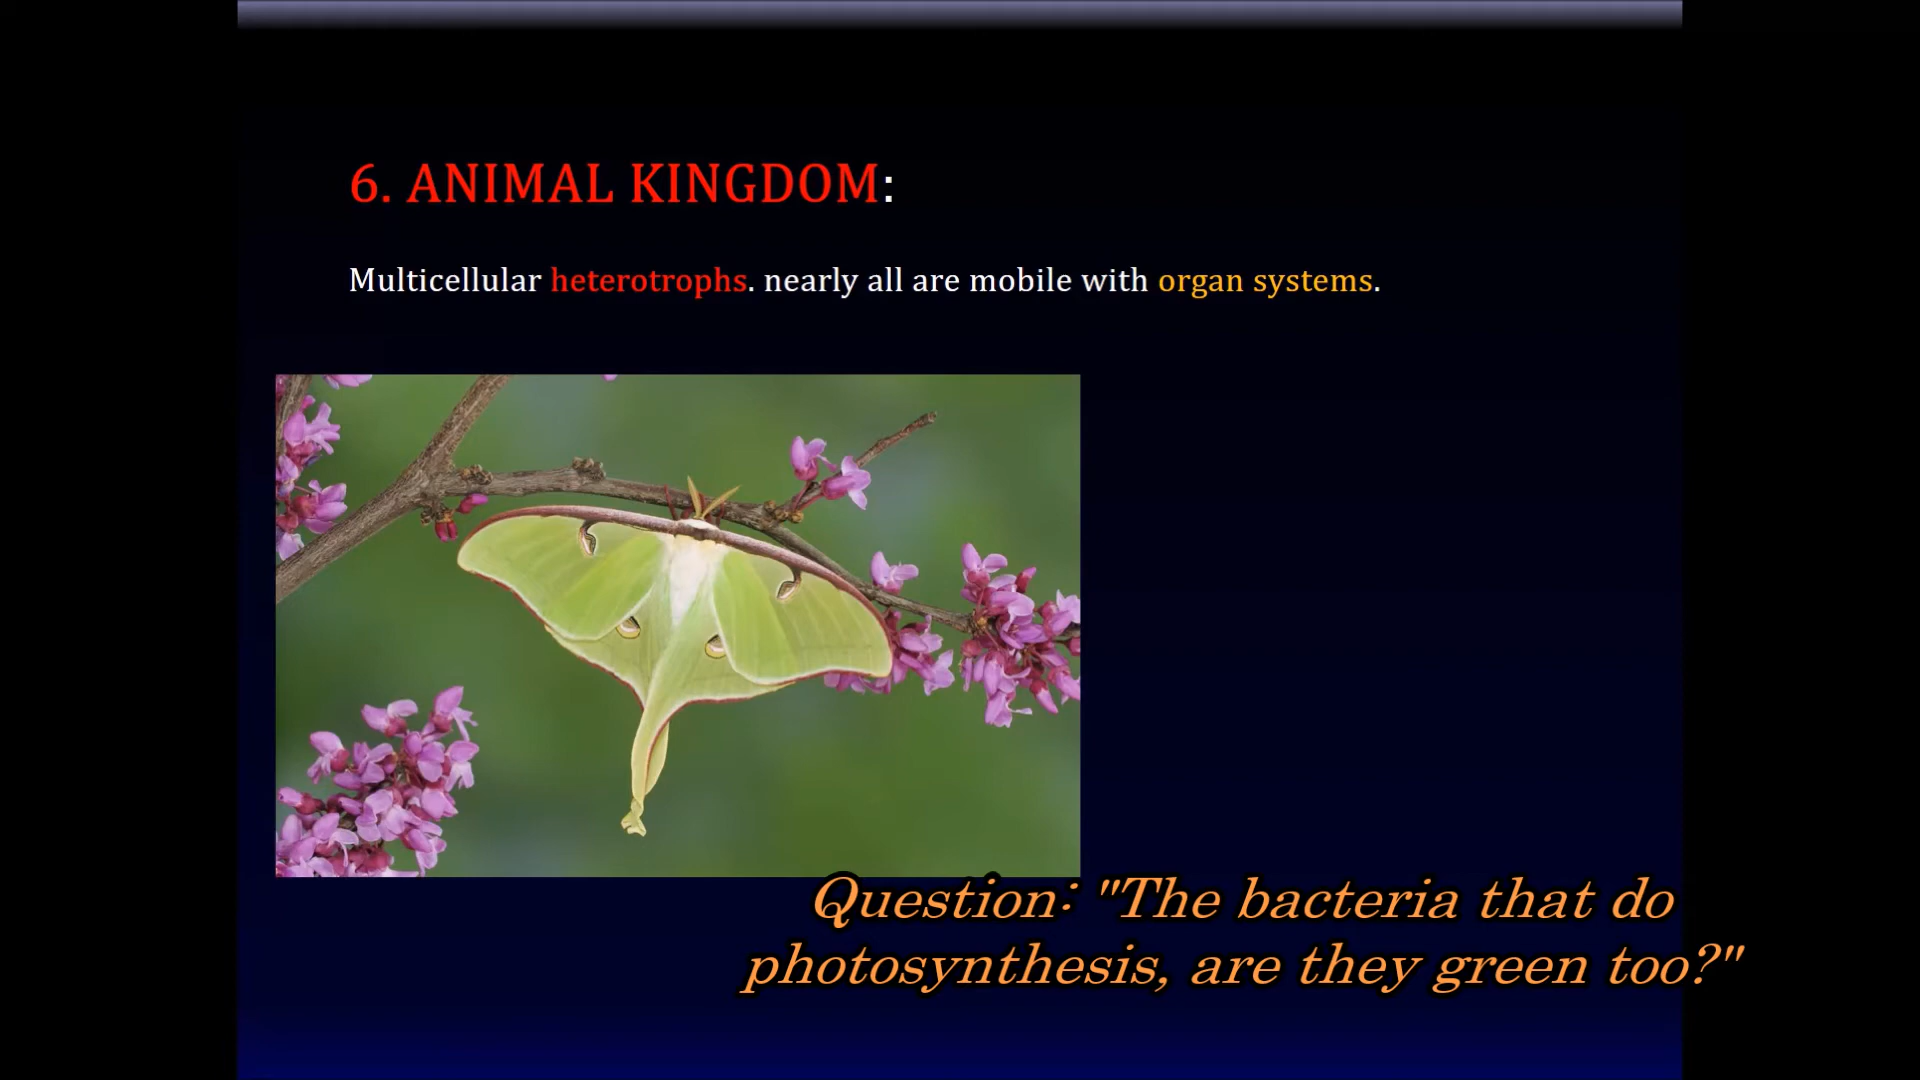 6. ANIMAL KINGDOM:
Multicellular heterotrophs. nearly all are mobile with organ systems.
Question: "The bacteria that do
photosynthesis, are they green too?"